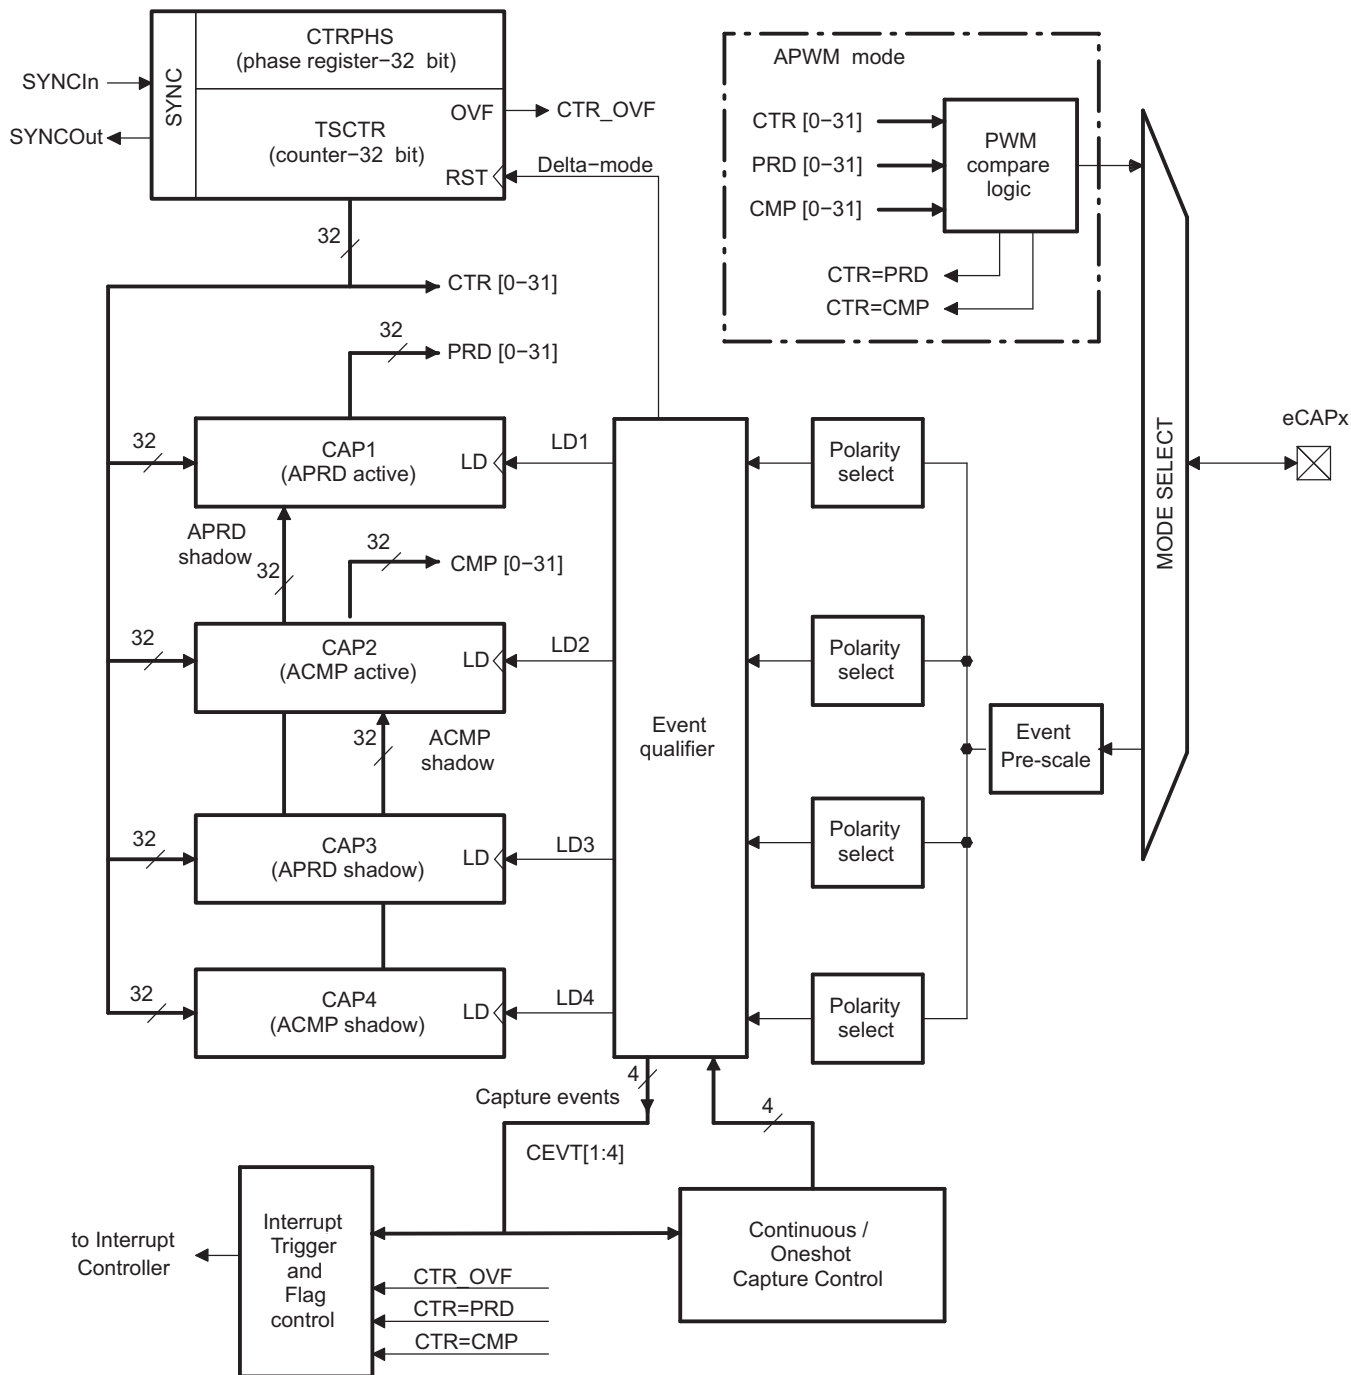 CTRPHS
(phase register−32 bit)
SYNC
SYNCIn
SYNCOut
TSCTR
(counter−32 bit)
OVF
CTR_OVF
RST
Delta−mode
APWM mode
CTR [0−31]
PRD [0−31]
CMP [0−31]
PWM
compare
logic
CTR=PRD
CTR=CMP
32
CTR [0−31]
32
PRD [0−31]
32
CAP1
(APRD active)
LD
LD1
Polarity
select
MODE SELECT
eCAPx
APRD
shadow
32
32
CMP [0−31]
32
CAP2
(ACMP active)
LD
LD2
Polarity
select
Event
qualifier
32
ACMP
shadow
Event
Pre-scale
32
CAP3
(APRD shadow)
LD
LD3
Polarity
select
32
CAP4
(ACMP shadow)
LD
LD4
Polarity
select
4
Capture events
CEVT[1:4]
4
to Interrupt
Controller
Interrupt
Trigger
and
Flag
control
CTR_OVF
CTR=PRD
CTR=CMP
Continuous /
Oneshot
Capture Control